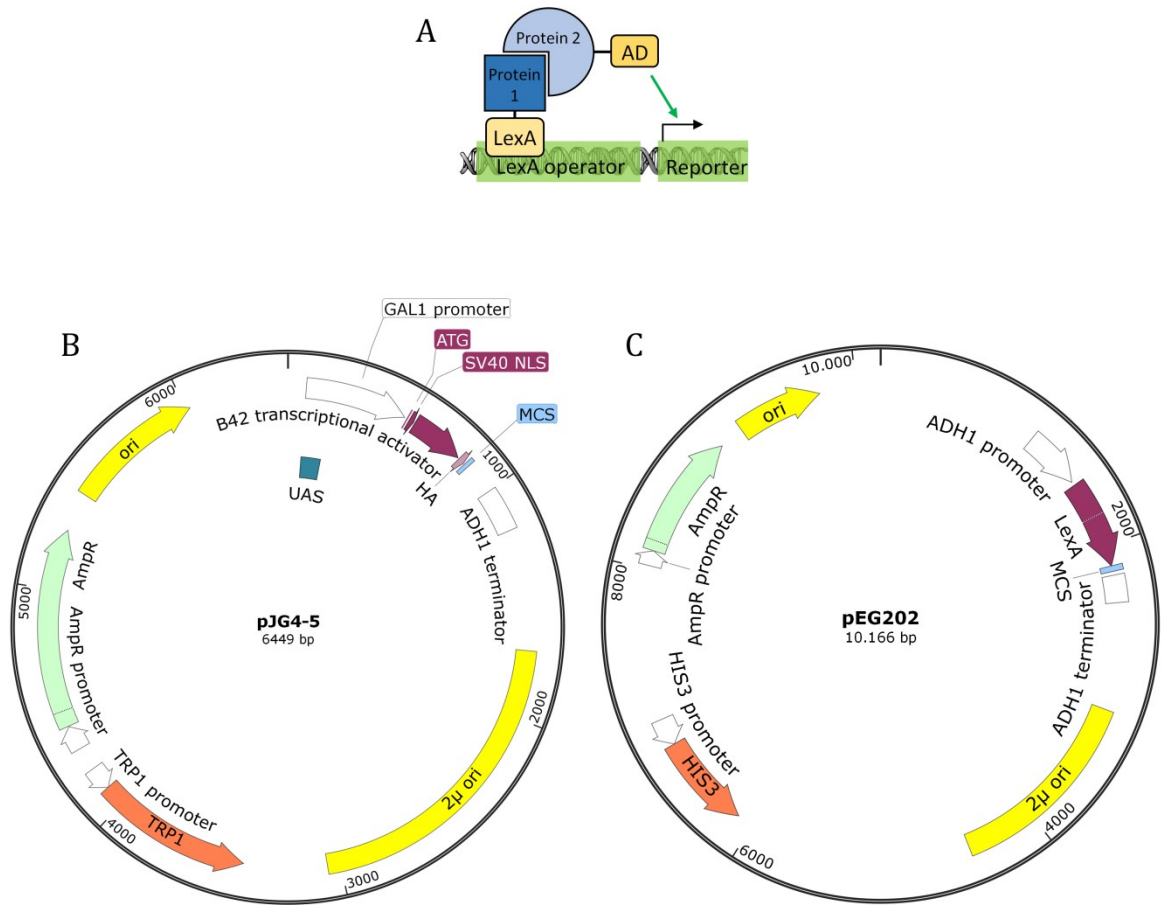 A
Protein 2
AD
Protein
1
LexA
LexA operator
Reporter
B
GAL1 promoter
ATG
SV40 NLS
MCS
6000
ori
B42 transcriptional activator
HA
1000
UAS
ADH1 terminator
AmpR
5000
AmpR promoter
pJG4-5
6449 bp
2000
TRP1 promoter
TRP1
4000
2μ ori
3000
C
10.000
ori
ADH1 promoter
LexA
2000
MCS
ADH1 terminator
AmpR
AmpR promoter
8000
pEG202
10.166 bp
HIS3 promoter
HIS3
6000
2μ ori
4000